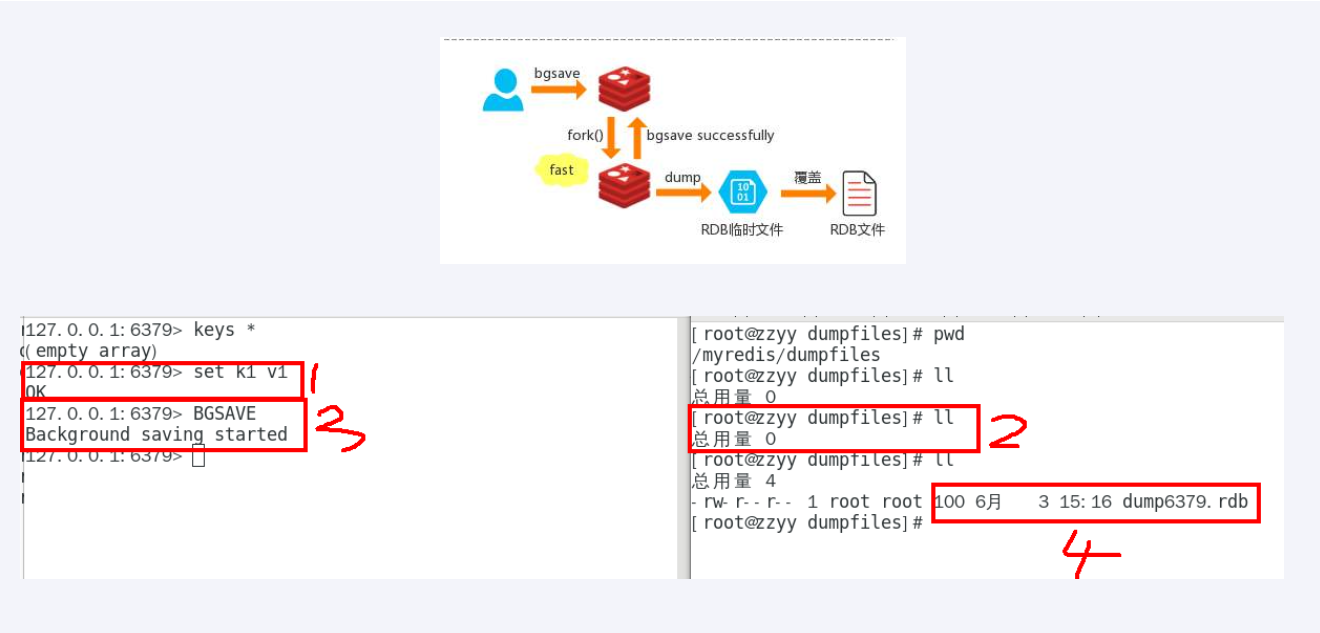 bgsave
fork()
bgsave successfully
fast
dump
覆盖
10
01
RDB临时文件
RDB文件
127.0.0.1:6379> keys *
(empty array)
127.0.0.1:6379> set k1 v1
OK
127.0.0.1:6379> BGSAVE
Background saving started
127.0.0.1:6379>
1
3
[root@zzyy dumpfiles]# pwd
/myredis/dumpfiles
[root@zzyy dumpfiles]# ll
总用量 0
[root@zzyy dumpfiles]# ll
总用量 0
[root@zzyy dumpfiles]# ll
总用量 4
-rw-r--r-- 1 root root 100 6月 3 15:16 dump6379.rdb
[root@zzyy dumpfiles]#
2
4